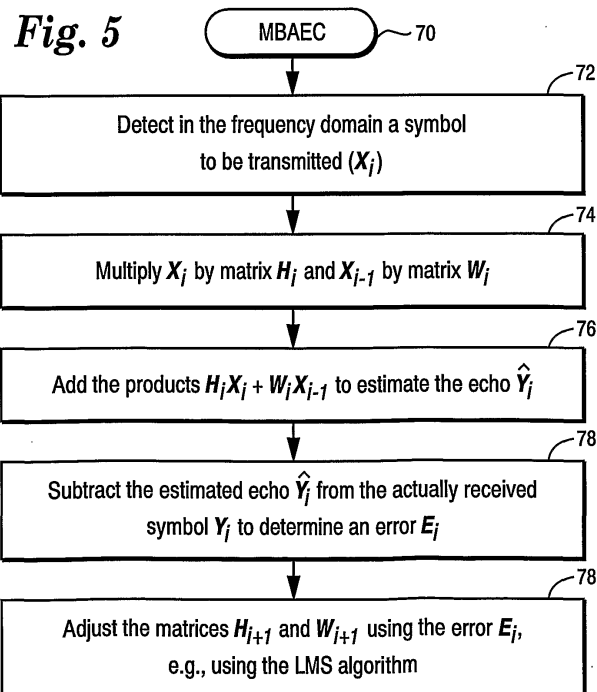 Fig. 5
MBAEC
70
72
Detect in the frequency domain a symbol
to be transmitted (Xi)
74
Multiply Xi by matrix Hi and Xi-1 by matrix Wi
76
Add the products HiXi + WiXi-1 to estimate the echo Ŷi
78
Subtract the estimated echo Ŷi from the actually received
symbol Yi to determine an error Ei
78
Adjust the matrices Hi+1 and Wi+1 using the error Ei,
e.g., using the LMS algorithm